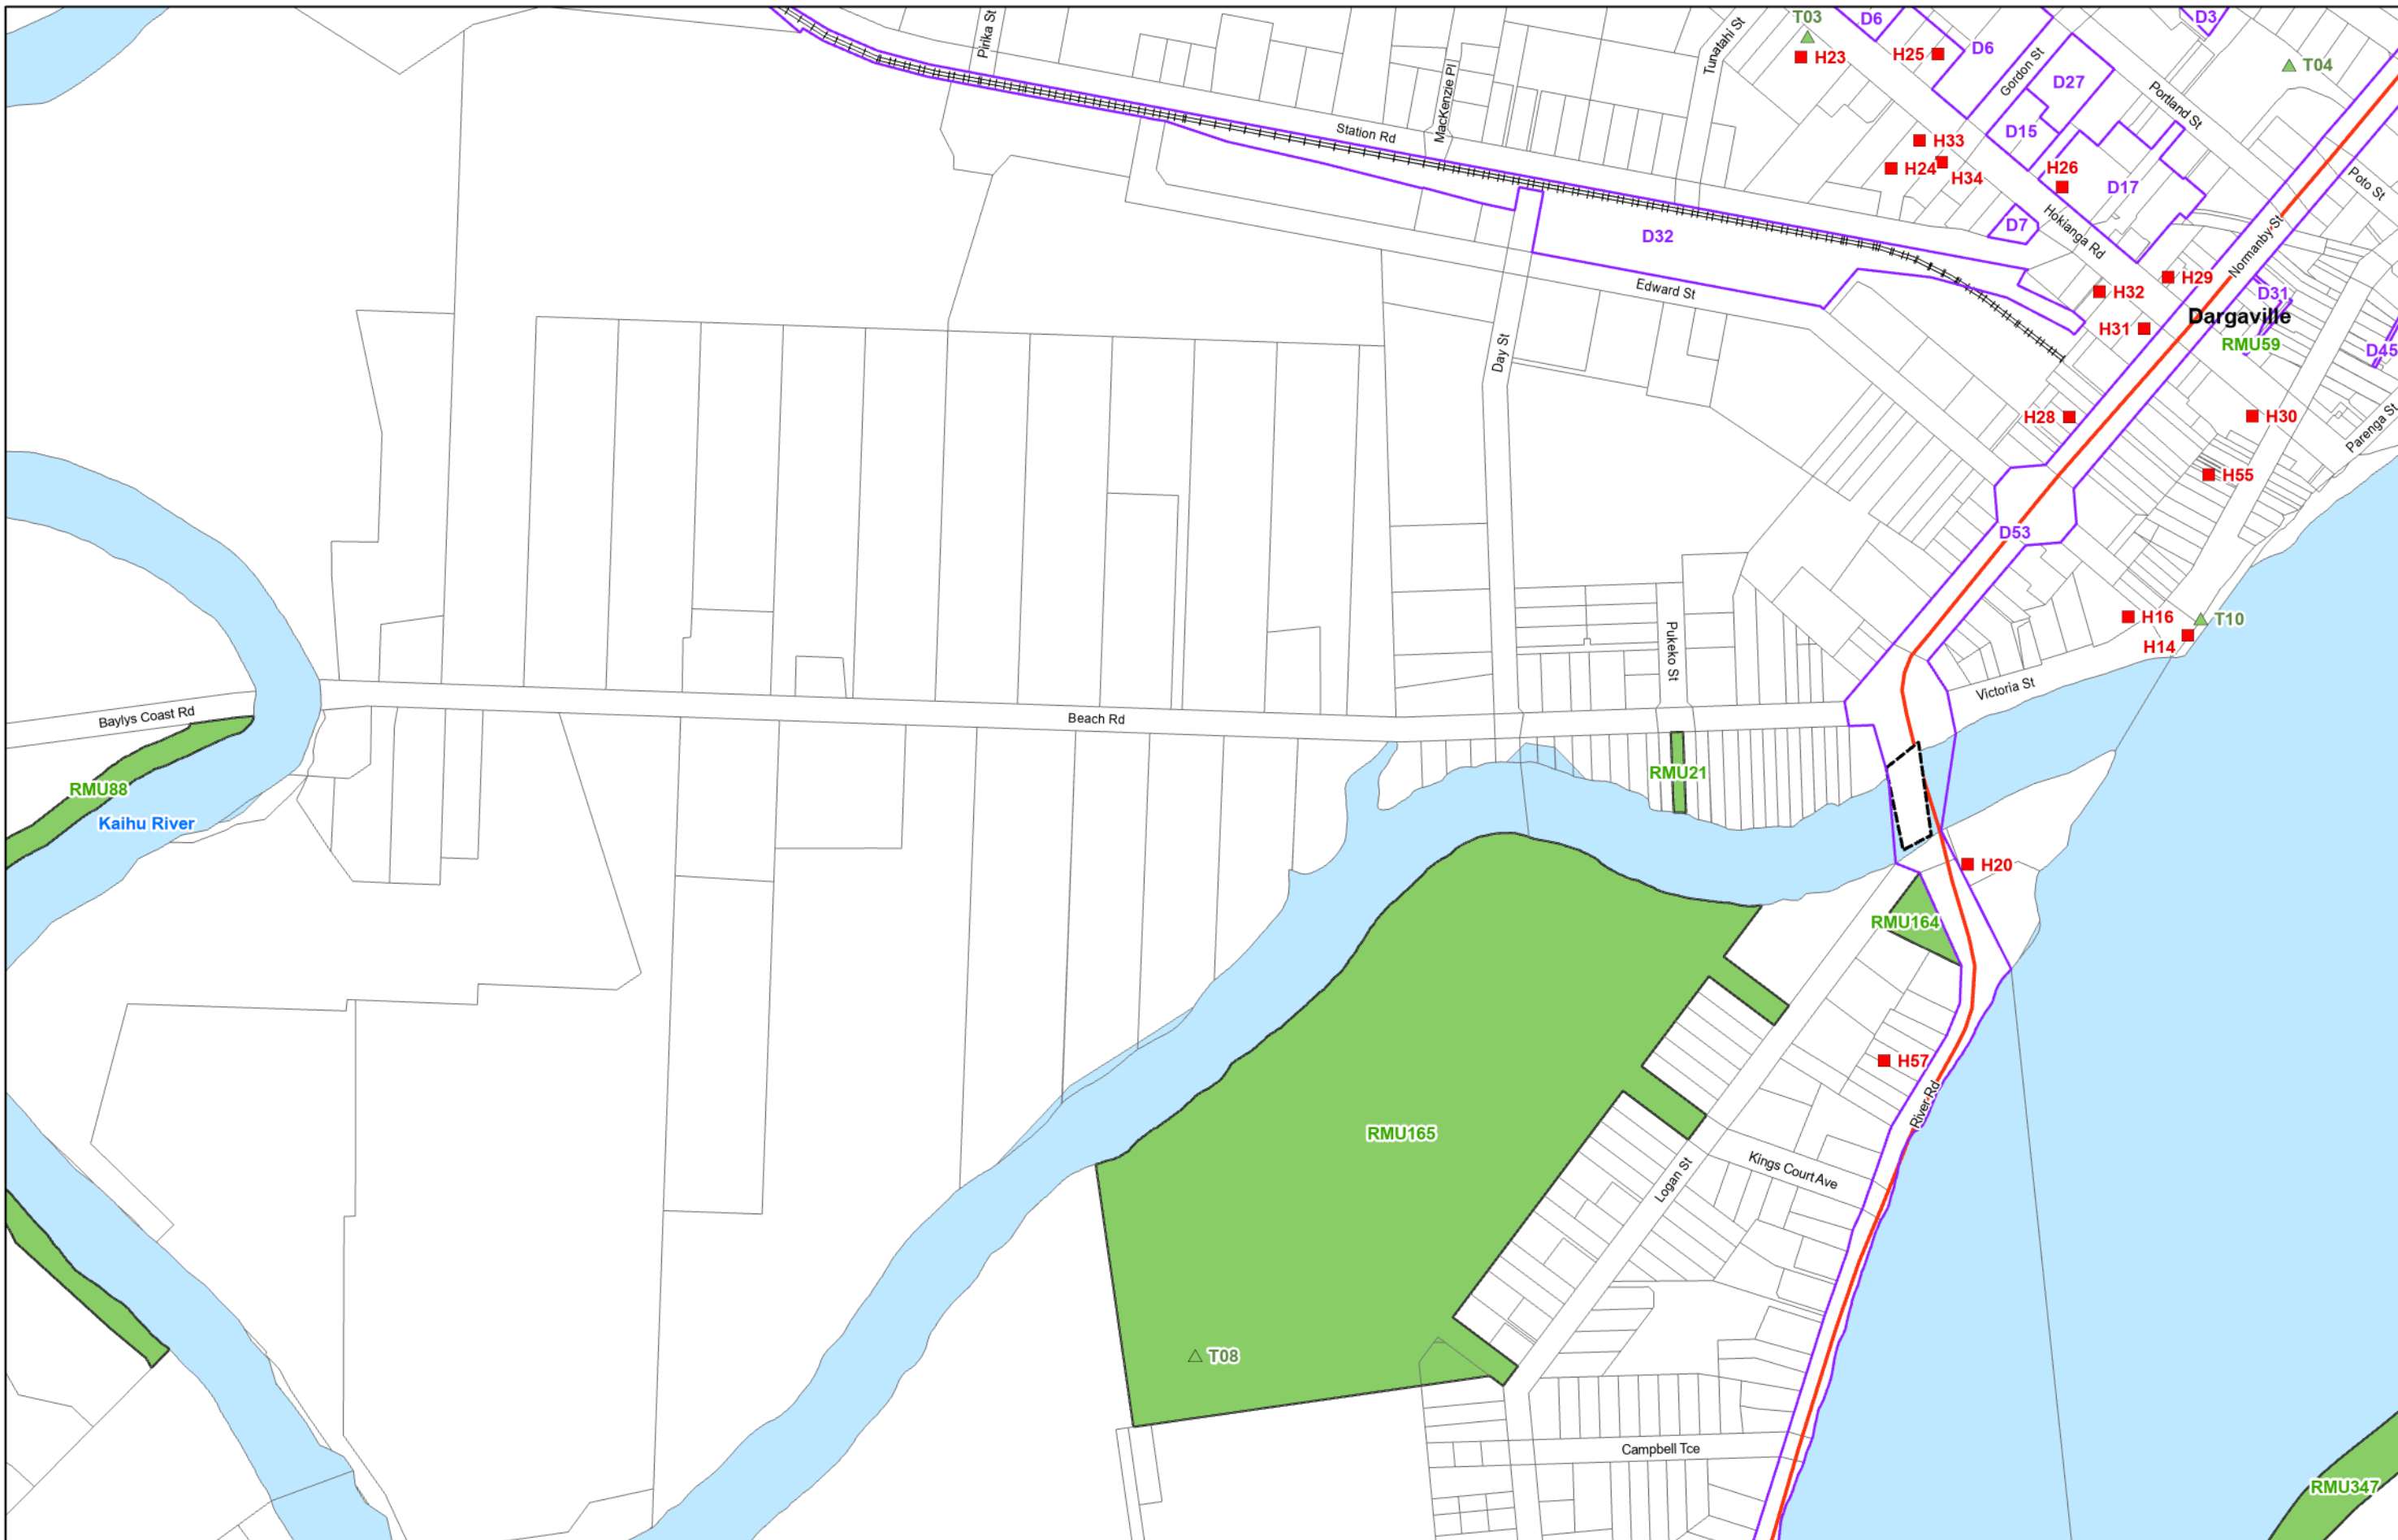 T03
D6
D3
Pirika St
Tunatahi St
H23
H25
D6
Gordon St
T04
MacKenzie Pl
D27
Portland St
Station Rd
D15
H33
H24
H34
H26
D17
Poto St
D7
Hokianga Rd
D32
Normanby St
Edward St
H29
H32
D31
Dargaville
H31
RMU59
Day St
D45
H28
H30
Parenga St
H55
D53
Pukeko St
H16
T10
H14
Victoria St
Baylys Coast Rd
Beach Rd
RMU21
RMU88
Kaihu River
H20
RMU164
H57
River Rd
RMU165
Kings Court Ave
Logan St
T08
Campbell Tce
RMU347